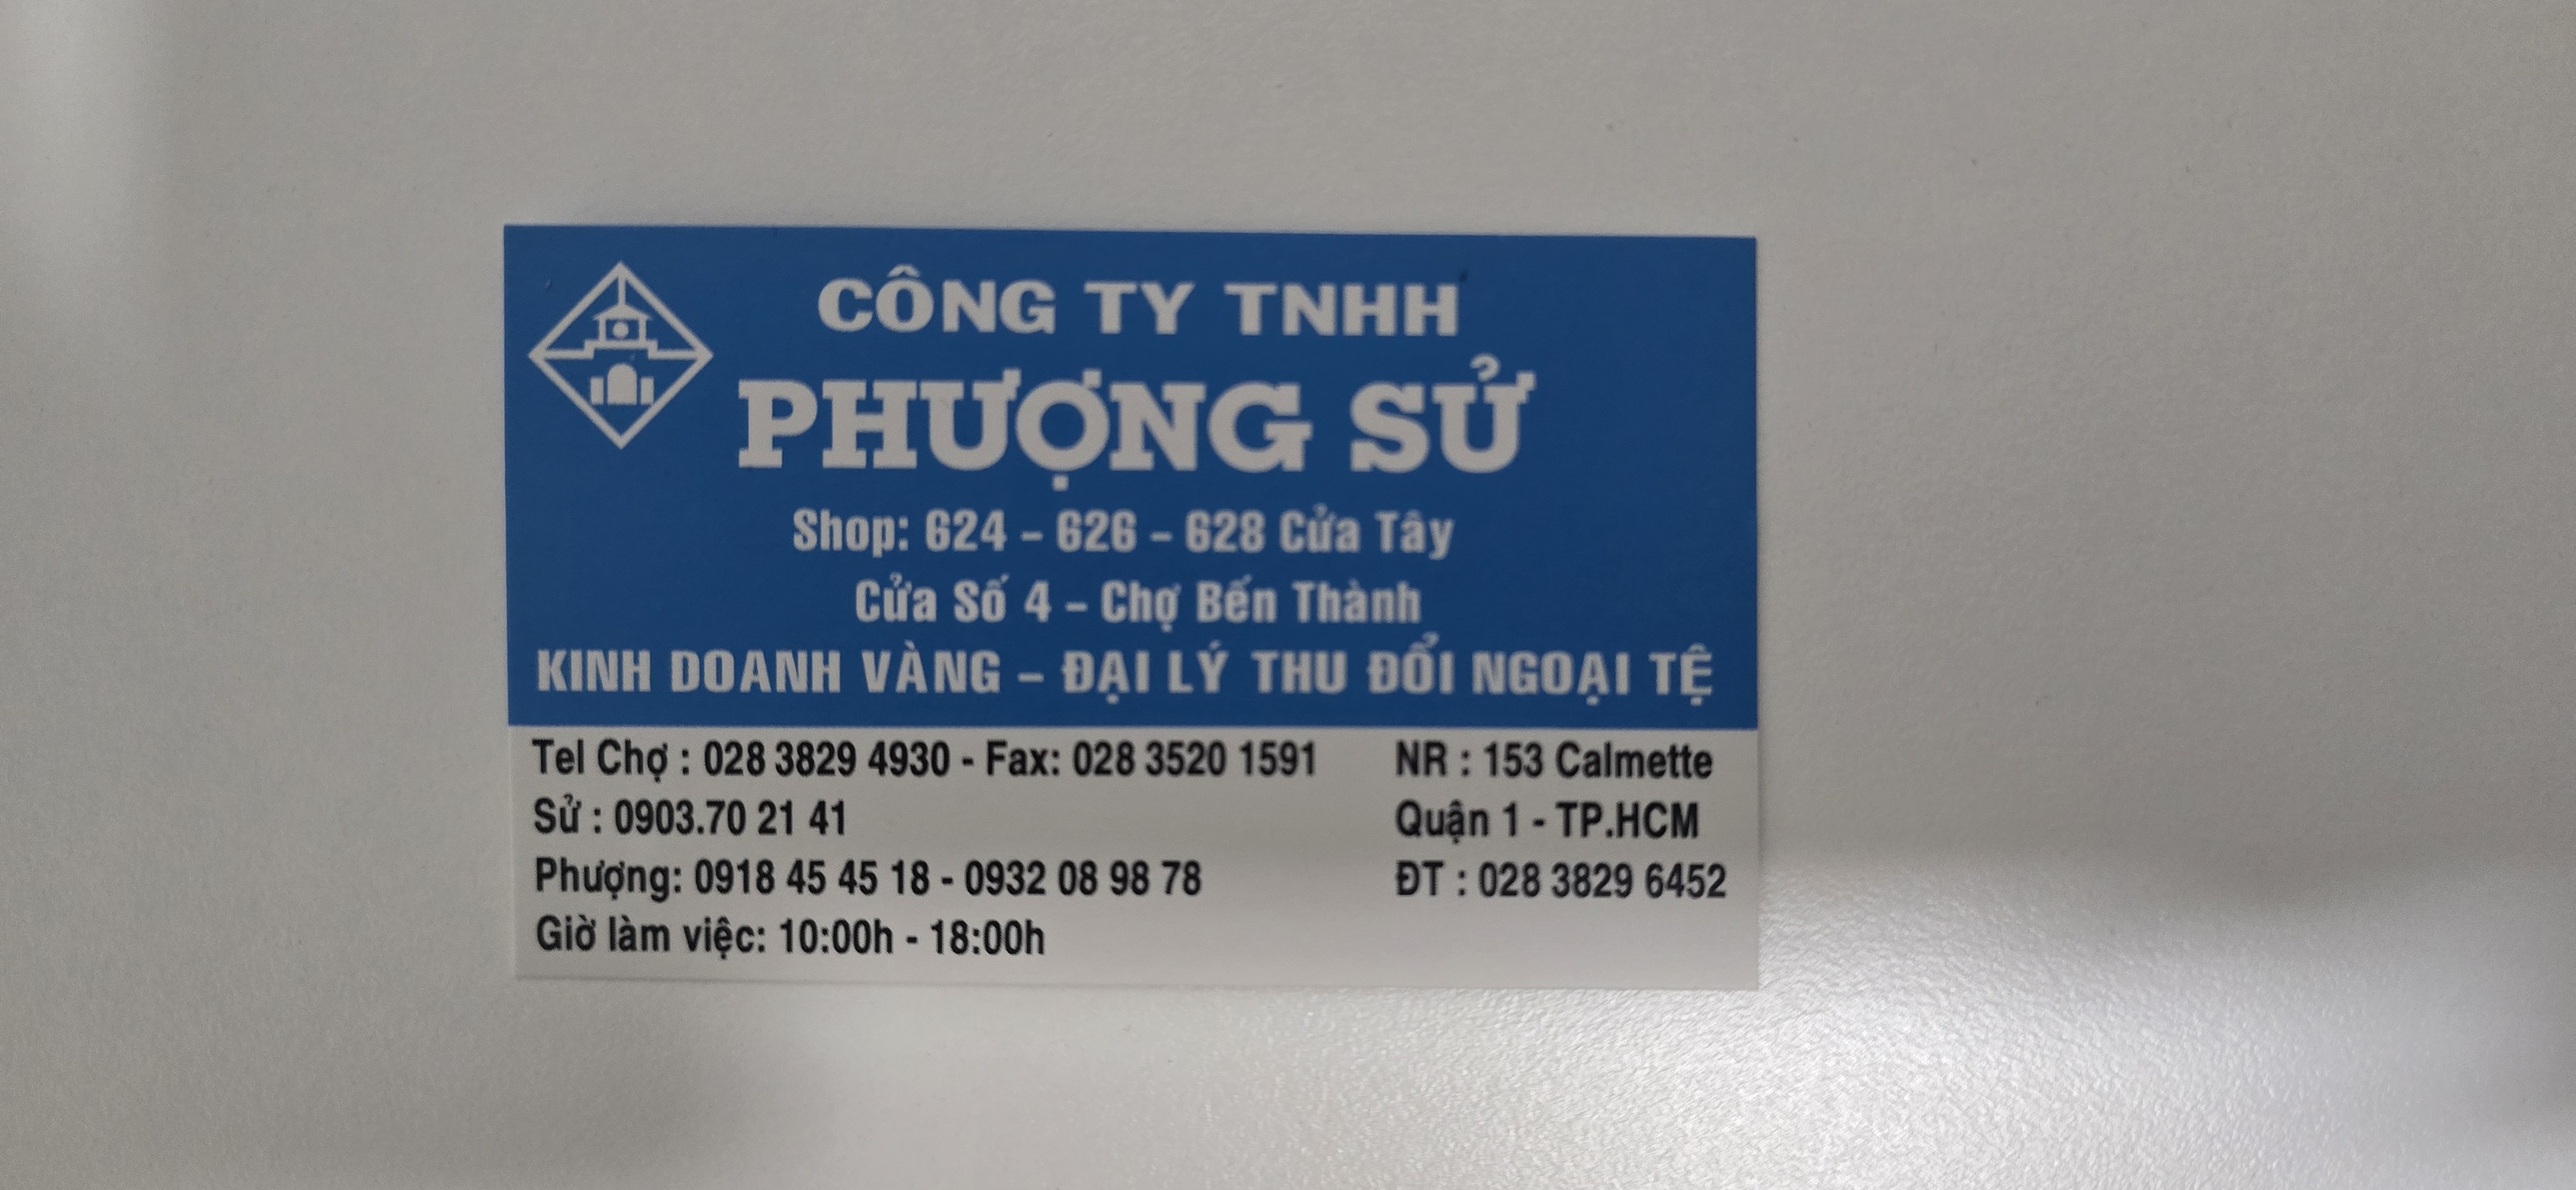 CÔNG TY TNHH
PHƯỢNG SỬ
Shop: 624 - 626 - 628 Cửa Tây
Cửa Số 4 - Chợ Bến Thành
KINH DOANH VÀNG - ĐẠI LÝ THU ĐỔI NGOẠI TỆ
Tel Chợ : 028 3829 4930 - Fax: 028 3520 1591
Sử : 0903.70 21 41
Phượng: 0918 45 45 18 - 0932 08 98 78
Giờ làm việc: 10:00h - 18:00h
NR : 153 Calmette
Quận 1 - TP.HCM
ĐT : 028 3829 6452